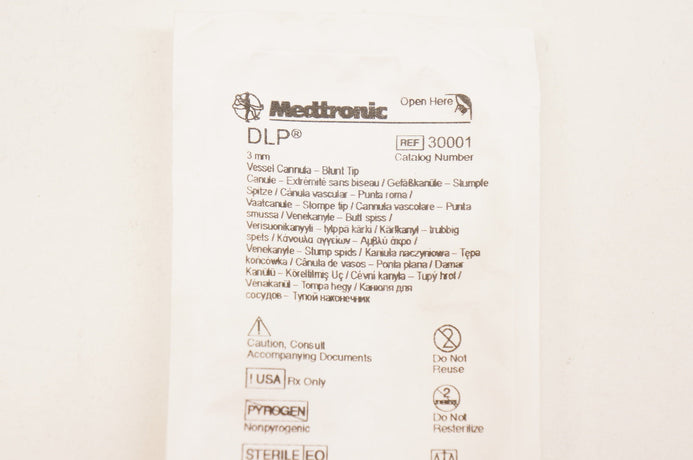 Medtronic
Open Here
DLP®
REF 30001
Catalog Number
3 mm
Vessel Cannula – Blunt Tip
Canule – Extrémité sans biseau / Gefäßkanüle – Stumpfe
Spitze / Cánula vascular – Punta roma /
Vaatcanule – Stompe tip / Cannula vascolare – Punta
smussa / Venekanyle – Butt spiss /
Verisuonikanyyli – tylppä kärki / Kärlkanyl – trubbig
spets / Κάνουλα αγγείων – Αμβλύ άκρο /
Venekanyle – Stump spids / Kaniula naczyniowa – Tępa
końcówka / Cânula de vasos – Ponta plana / Damar
Kanülü – Köreltilmiş Uç / Cévní kanyla – Tupý hrot /
Vénakanül – Tompa hegy / Канюля для
сосудов – Тупой наконечник
Caution, Consult
Accompanying Documents
2
Do Not
Reuse
! USA Rx Only
PYROGEN
Nonpyrogenic
2
Do Not
Resterilize
STERILE EO